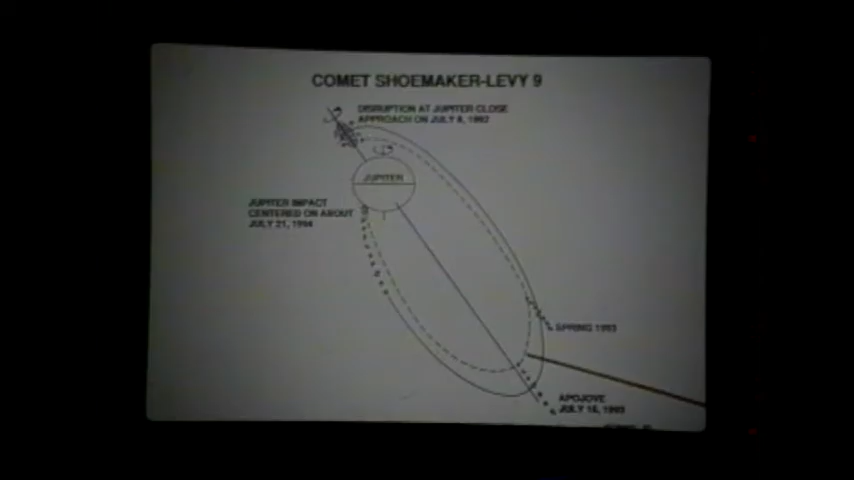 COMET SHOEMAKER-LEVY 9
DISRUPTION AT JUPITER CLOSE
APPROACH ON JULY 8, 1992
JUPITER
JUPITER IMPACT
CENTERED ON ABOUT
JULY 21, 1994
SPRING 1993
APOJOVE
JULY 16, 1993